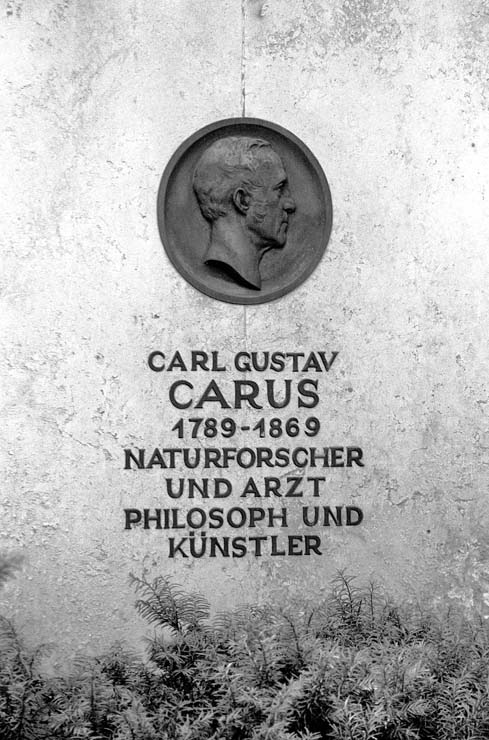 CARL GUSTAV
CARUS
1789-1869
NATURFORSCHER
UND ARZT
PHILOSOPH UND
KÜNSTLER